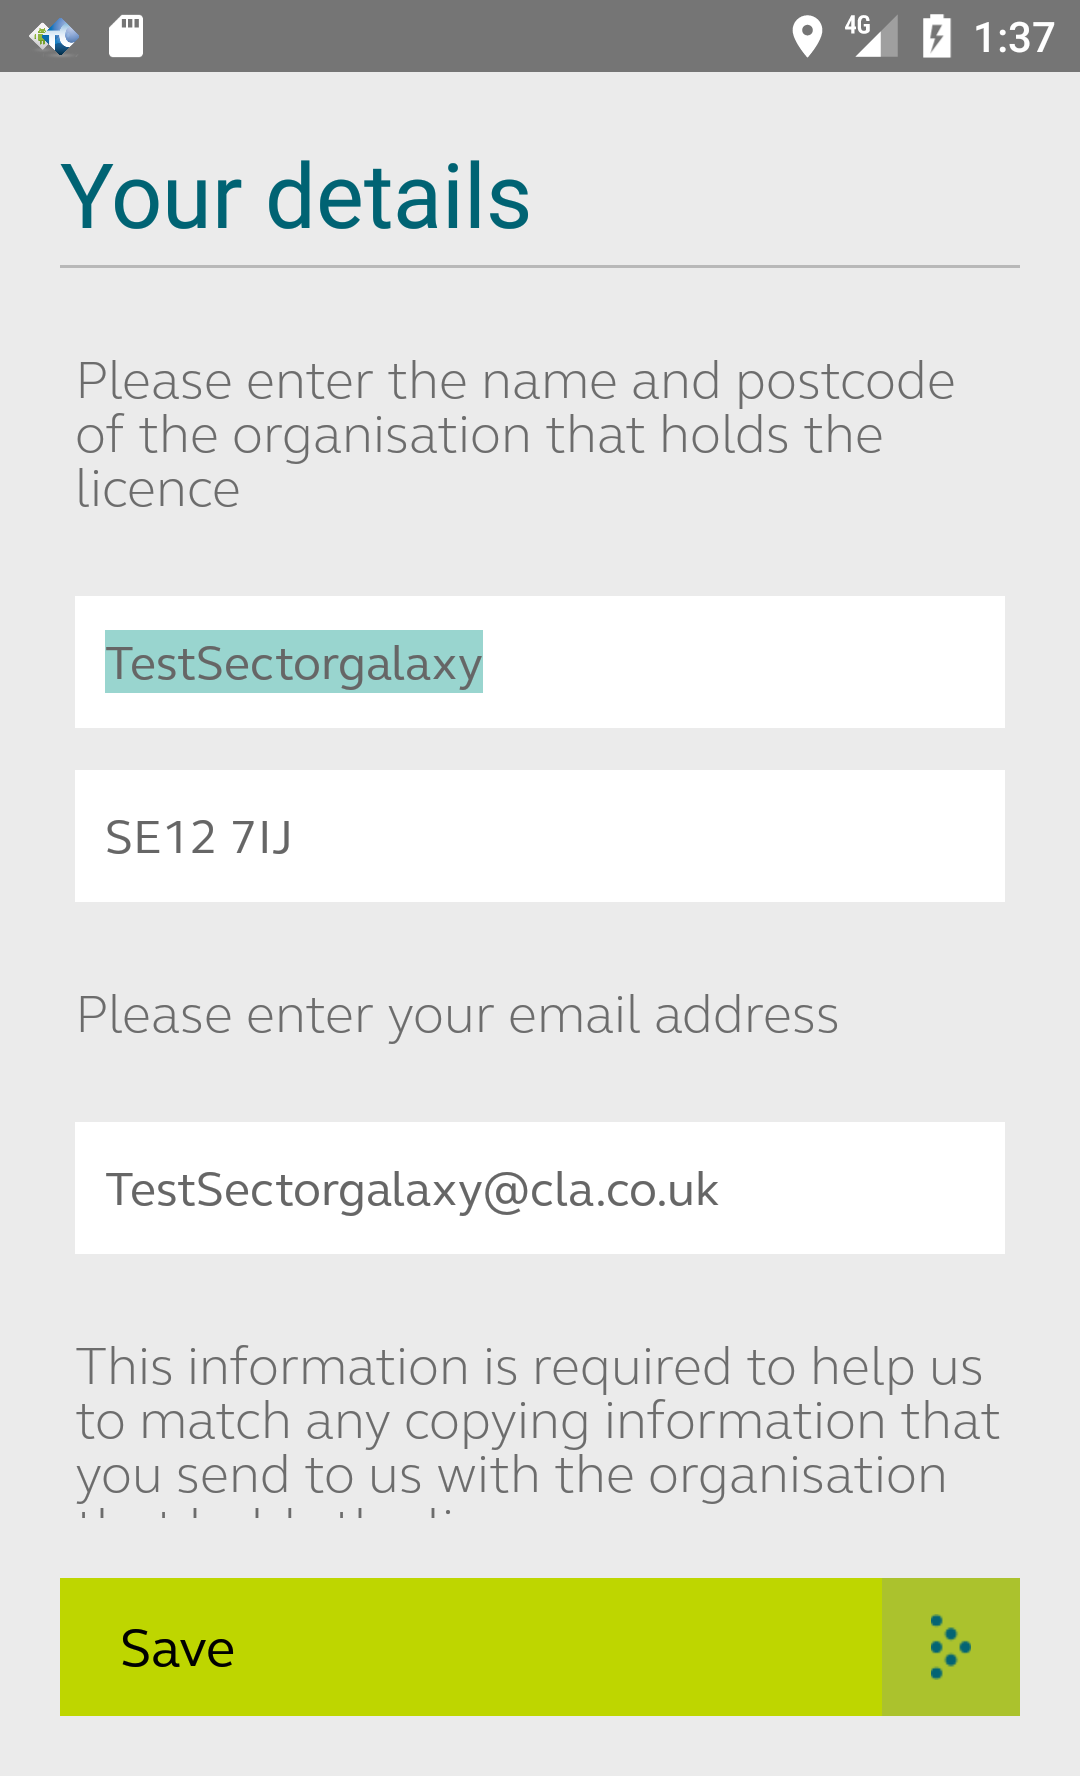 4G 1:37
Your details
Please enter the name and postcode
of the organisation that holds the
licence
TestSectorgalaxy
SE12 7IJ
Please enter your email address
TestSectorgalaxy@cla.co.uk
This information is required to help us
to match any copying information that
you send to us with the organisation
Save